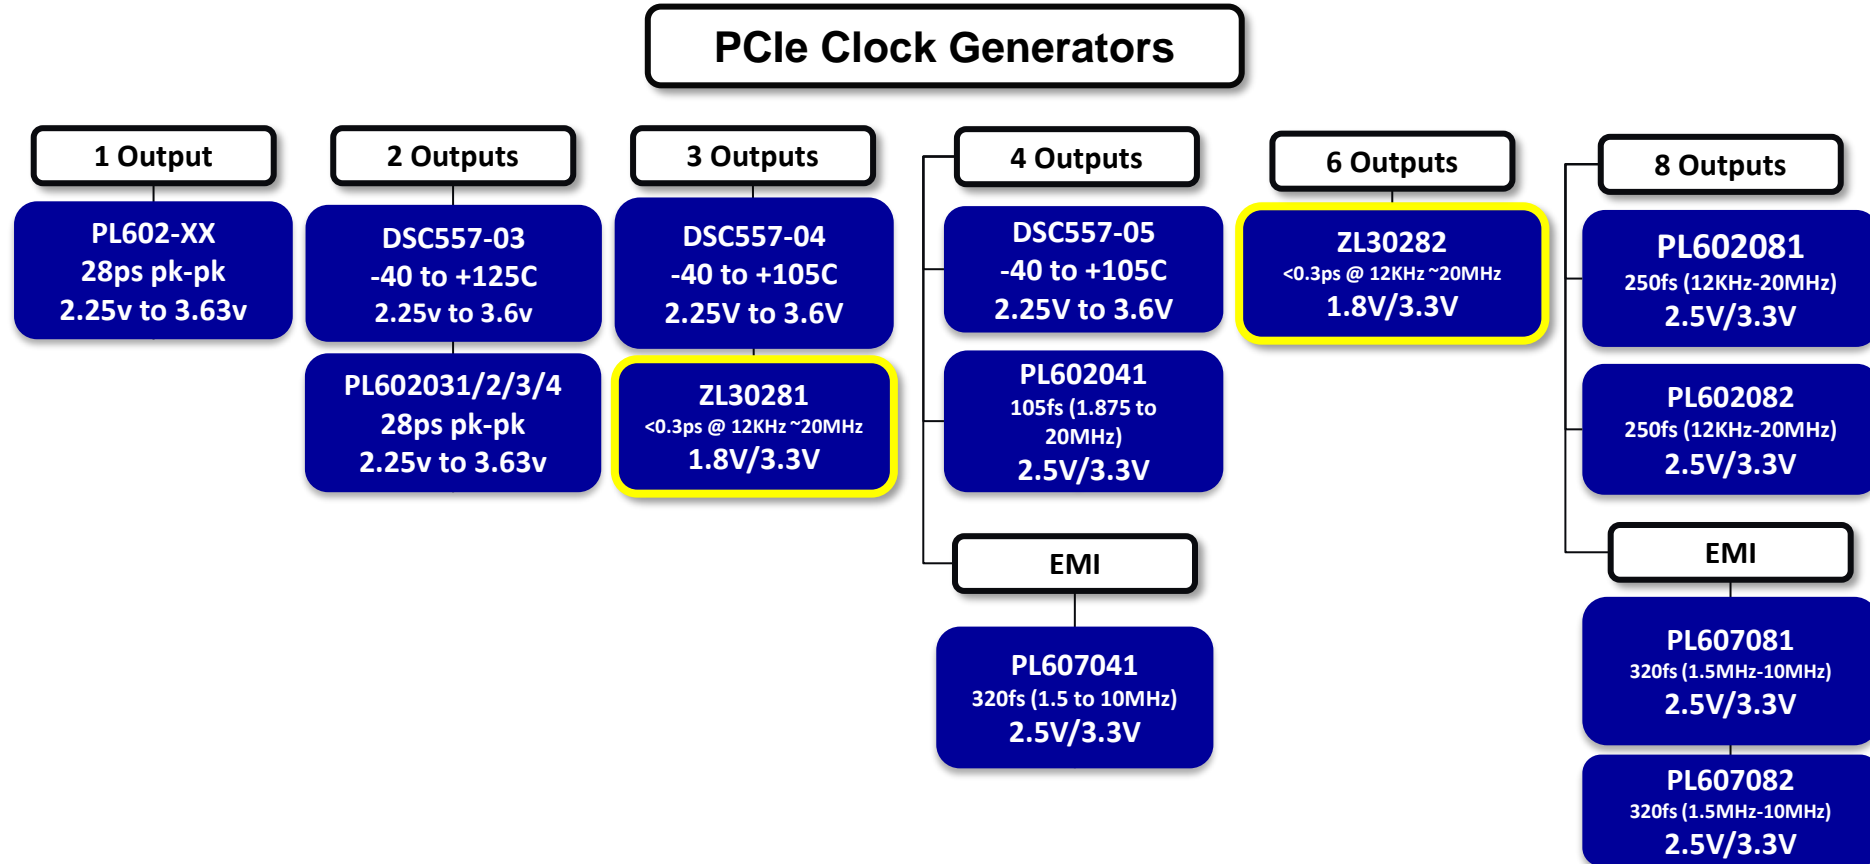 PCIe Clock Generators
1 Output
PL602-XX
28ps pk-pk
2.25v to 3.63v
2 Outputs
DSC557-03
-40 to +125C
2.25v to 3.6v
PL602031/2/3/4
28ps pk-pk
2.25v to 3.63v
3 Outputs
DSC557-04
-40 to +105C
2.25V to 3.6V
ZL30281
<0.3ps @ 12KHz ~20MHz
1.8V/3.3V
4 Outputs
DSC557-05
-40 to +105C
2.25V to 3.6V
PL602041
105fs (1.875 to
20MHz)
2.5V/3.3V
EMI
PL607041
320fs (1.5 to 10MHz)
2.5V/3.3V
6 Outputs
ZL30282
<0.3ps @ 12KHz ~20MHz
1.8V/3.3V
8 Outputs
PL602081
250fs (12KHz-20MHz)
2.5V/3.3V
PL602082
250fs (12KHz-20MHz)
2.5V/3.3V
EMI
PL607081
320fs (1.5MHz-10MHz)
2.5V/3.3V
PL607082
320fs (1.5MHz-10MHz)
2.5V/3.3V